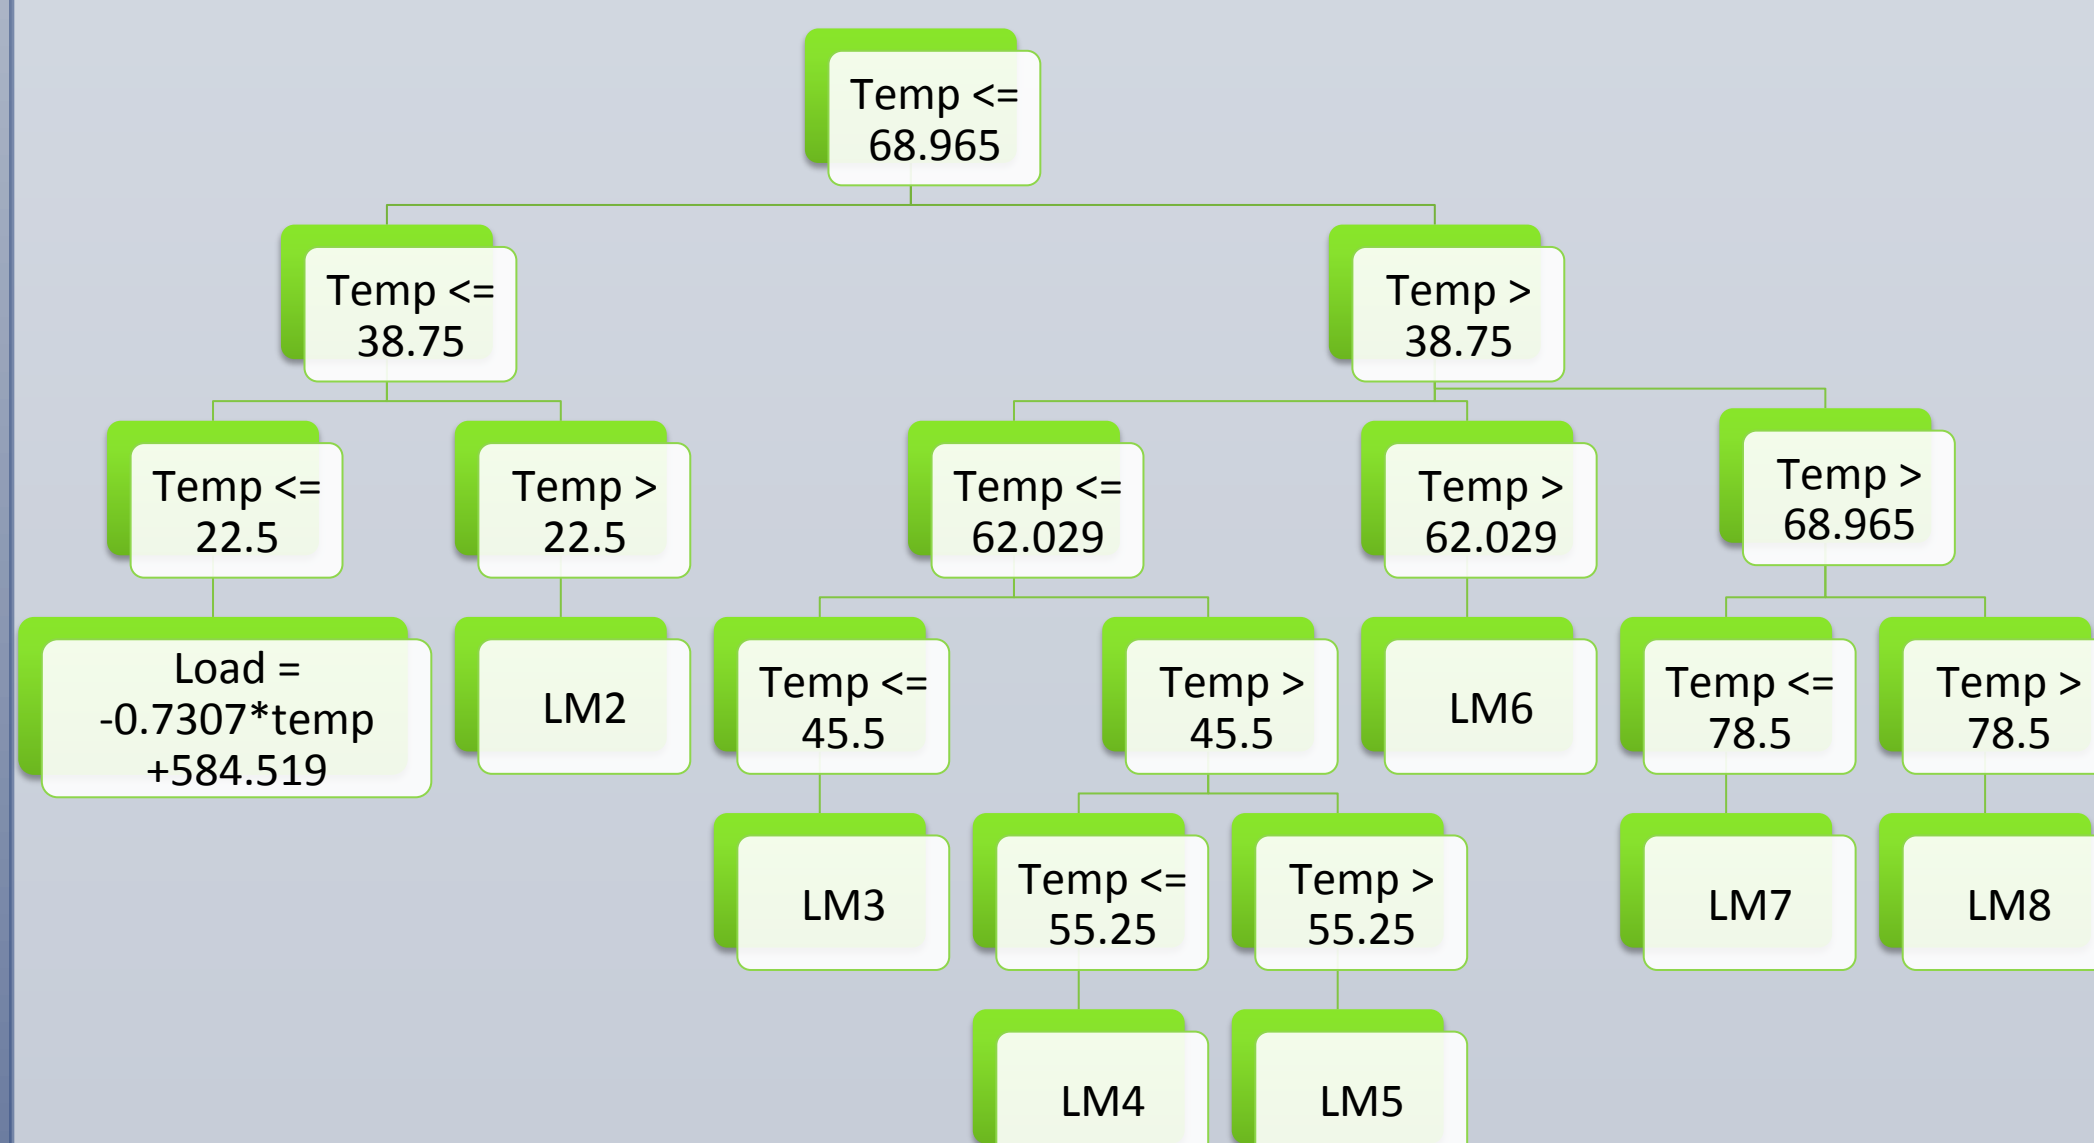 Temp <=
68.965
Temp <=
38.75
Temp >
38.75
Temp <=
22.5
Temp >
22.5
Temp <=
62.029
Temp >
62.029
Temp >
68.965
Load =
-0.7307*temp
+584.519
LM2
Temp <=
45.5
Temp >
45.5
LM6
Temp <=
78.5
Temp >
78.5
LM3
Temp <=
55.25
Temp >
55.25
LM7
LM8
LM4
LM5